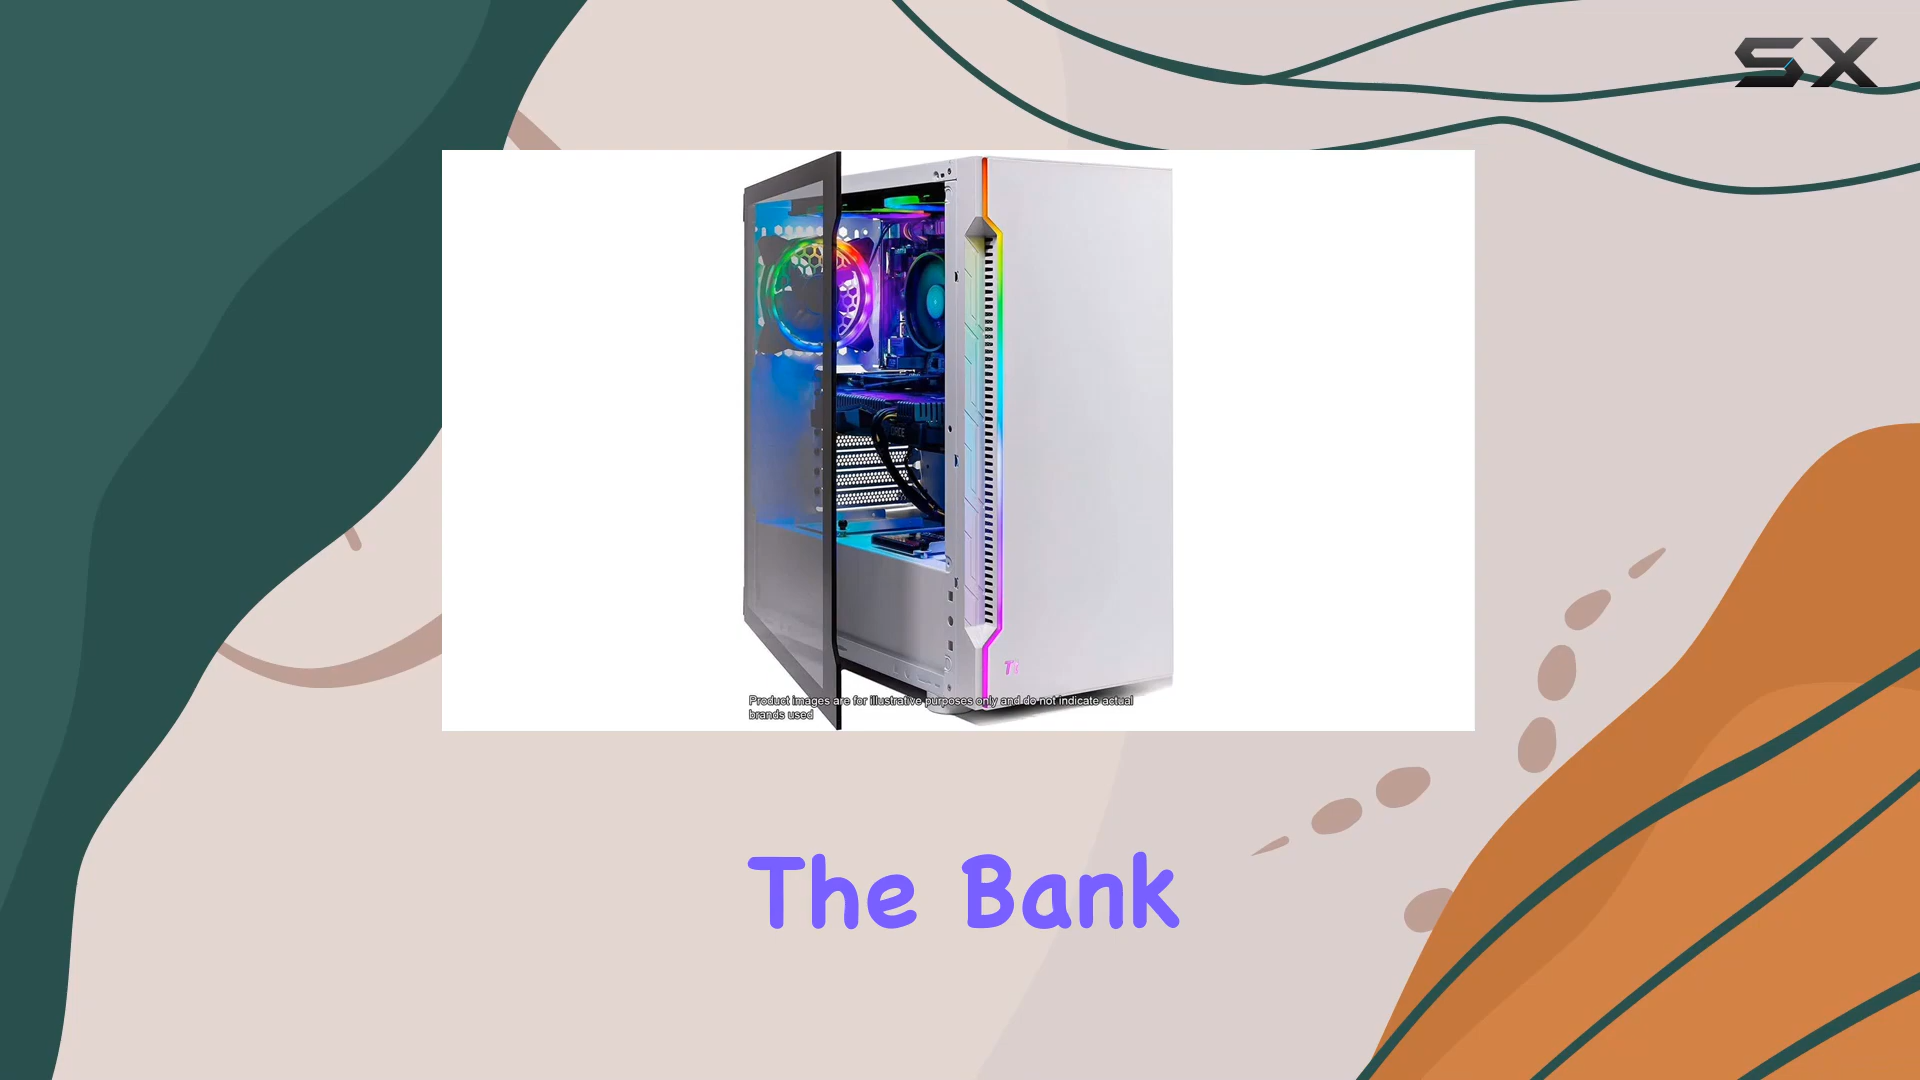 SX
Product images are for illustrative purposes only and do not indicate actual
brands used
The Bank